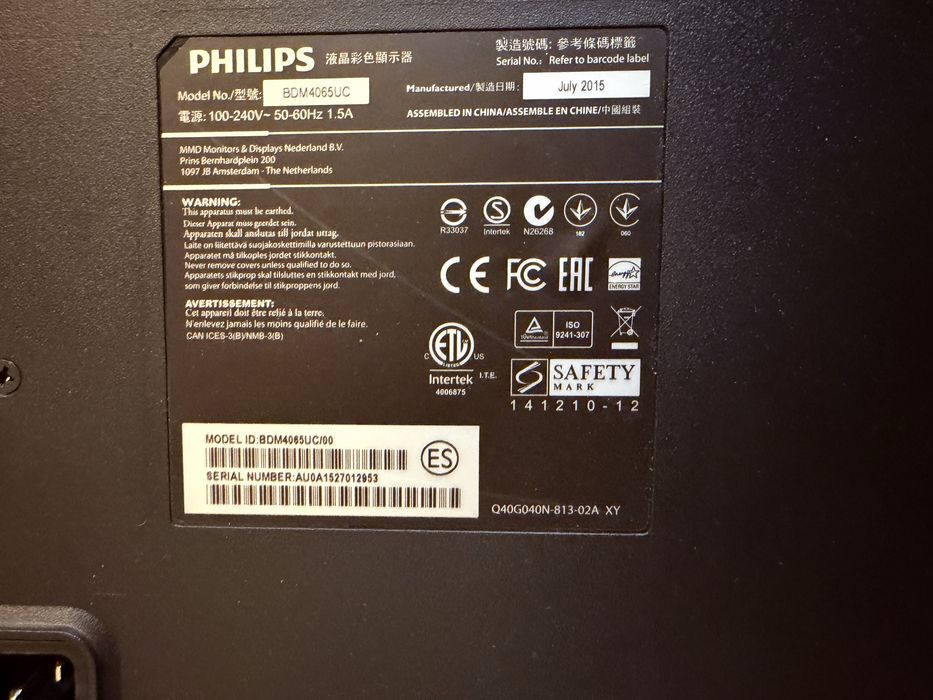 PHILIPS 液晶彩色顯示器
製造號碼: 參考條碼標籤
Serial No.: Refer to barcode label
Model No./型號: BDM4065UC
Manufactured/製造日期: July 2015
電源: 100-240V~ 50-60Hz 1.5A
ASSEMBLED IN CHINA/ASSEMBLE EN CHINE/中國組裝
MMD Monitors & Displays Nederland B.V.
Prins Bernhardplein 200
1097 JB Amsterdam - The Netherlands
WARNING:
This apparatus must be earthed.
Dieser Apparat muss geerdet sein.
Apparaten skall anslutas till jordat uttag.
Laite on liitettävä suojakoskettimilla varustettuun pistorasiaan.
Apparatet må tilkoples jordet stikkontakt.
Never remove covers unless qualified to do so.
Apparatets stikprop skal tilsluttes en stikkontakt med jord,
som giver forbindelse til stikproppens jord.
AVERTISSEMENT:
Cet appareil doit être relié à la terre.
N'enlevez jamais les moins qualifié de le faire.
CAN ICES-3(B)/NMB-3(B)
R33037
S
Intertek
N26268
182
060
CE FC EAC
energy
ENERGY STAR
ISO
9241-307
ETL
LISTED
C US
Intertek
I.T.E.
4006875
SAFETY
MARK
141210-12
MODEL ID:BDM4065UC/00
ES
SERIAL NUMBER:AU0A1527012953
Q40G040N-813-02A XY